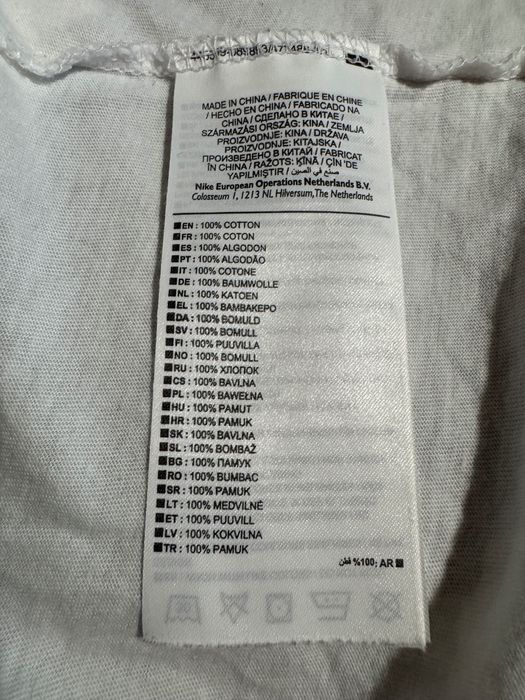 MADE IN CHINA / FABRIQUE EN CHINE
/ HECHO EN CHINA / FABRICADO NA
CHINA / СДЕЛАНО В КИТАЕ /
SZÁRMAZÁSI ORSZÁG: KINA / ZEMLJA
PROIZVODNJE: KINA / DRŽAVA
PROIZVODNJE: KITAJSKA /
ПРОИЗВЕДЕНО В КИТАЙ / FABRICAT
ÎN CHINA / RAŽOTS: ĶĪNĀ / ÇİN 'DE
YAPILMIŞTIR / صنع في الصين
Nike European Operations Netherlands B.V.
Colosseum 1, 1213 NL Hilversum, The Netherlands
EN : 100% COTTON
FR : 100% COTON
ES : 100% ALGODON
PT : 100% ALGODÃO
IT : 100% COTONE
DE : 100% BAUMWOLLE
NL : 100% KATOEN
EL : 100% ΒΑΜΒΑΚΕΡΟ
DA : 100% BOMULD
SV : 100% BOMULL
FI : 100% PUUVILLA
NO : 100% BOMULL
RU : 100% ХЛОПОК
CS : 100% BAVLNA
PL : 100% BAWEŁNA
HU : 100% PAMUT
HR : 100% PAMUK
SK : 100% BAVLNA
SL : 100% BOMBAŽ
BG : 100% ПАМУК
RO : 100% BUMBAC
SR : 100% PAMUK
LT : 100% MEDVILNĖ
ET : 100% PUUVILL
LV : 100% KOKVILNA
TR : 100% PAMUK
AR :100% قطن